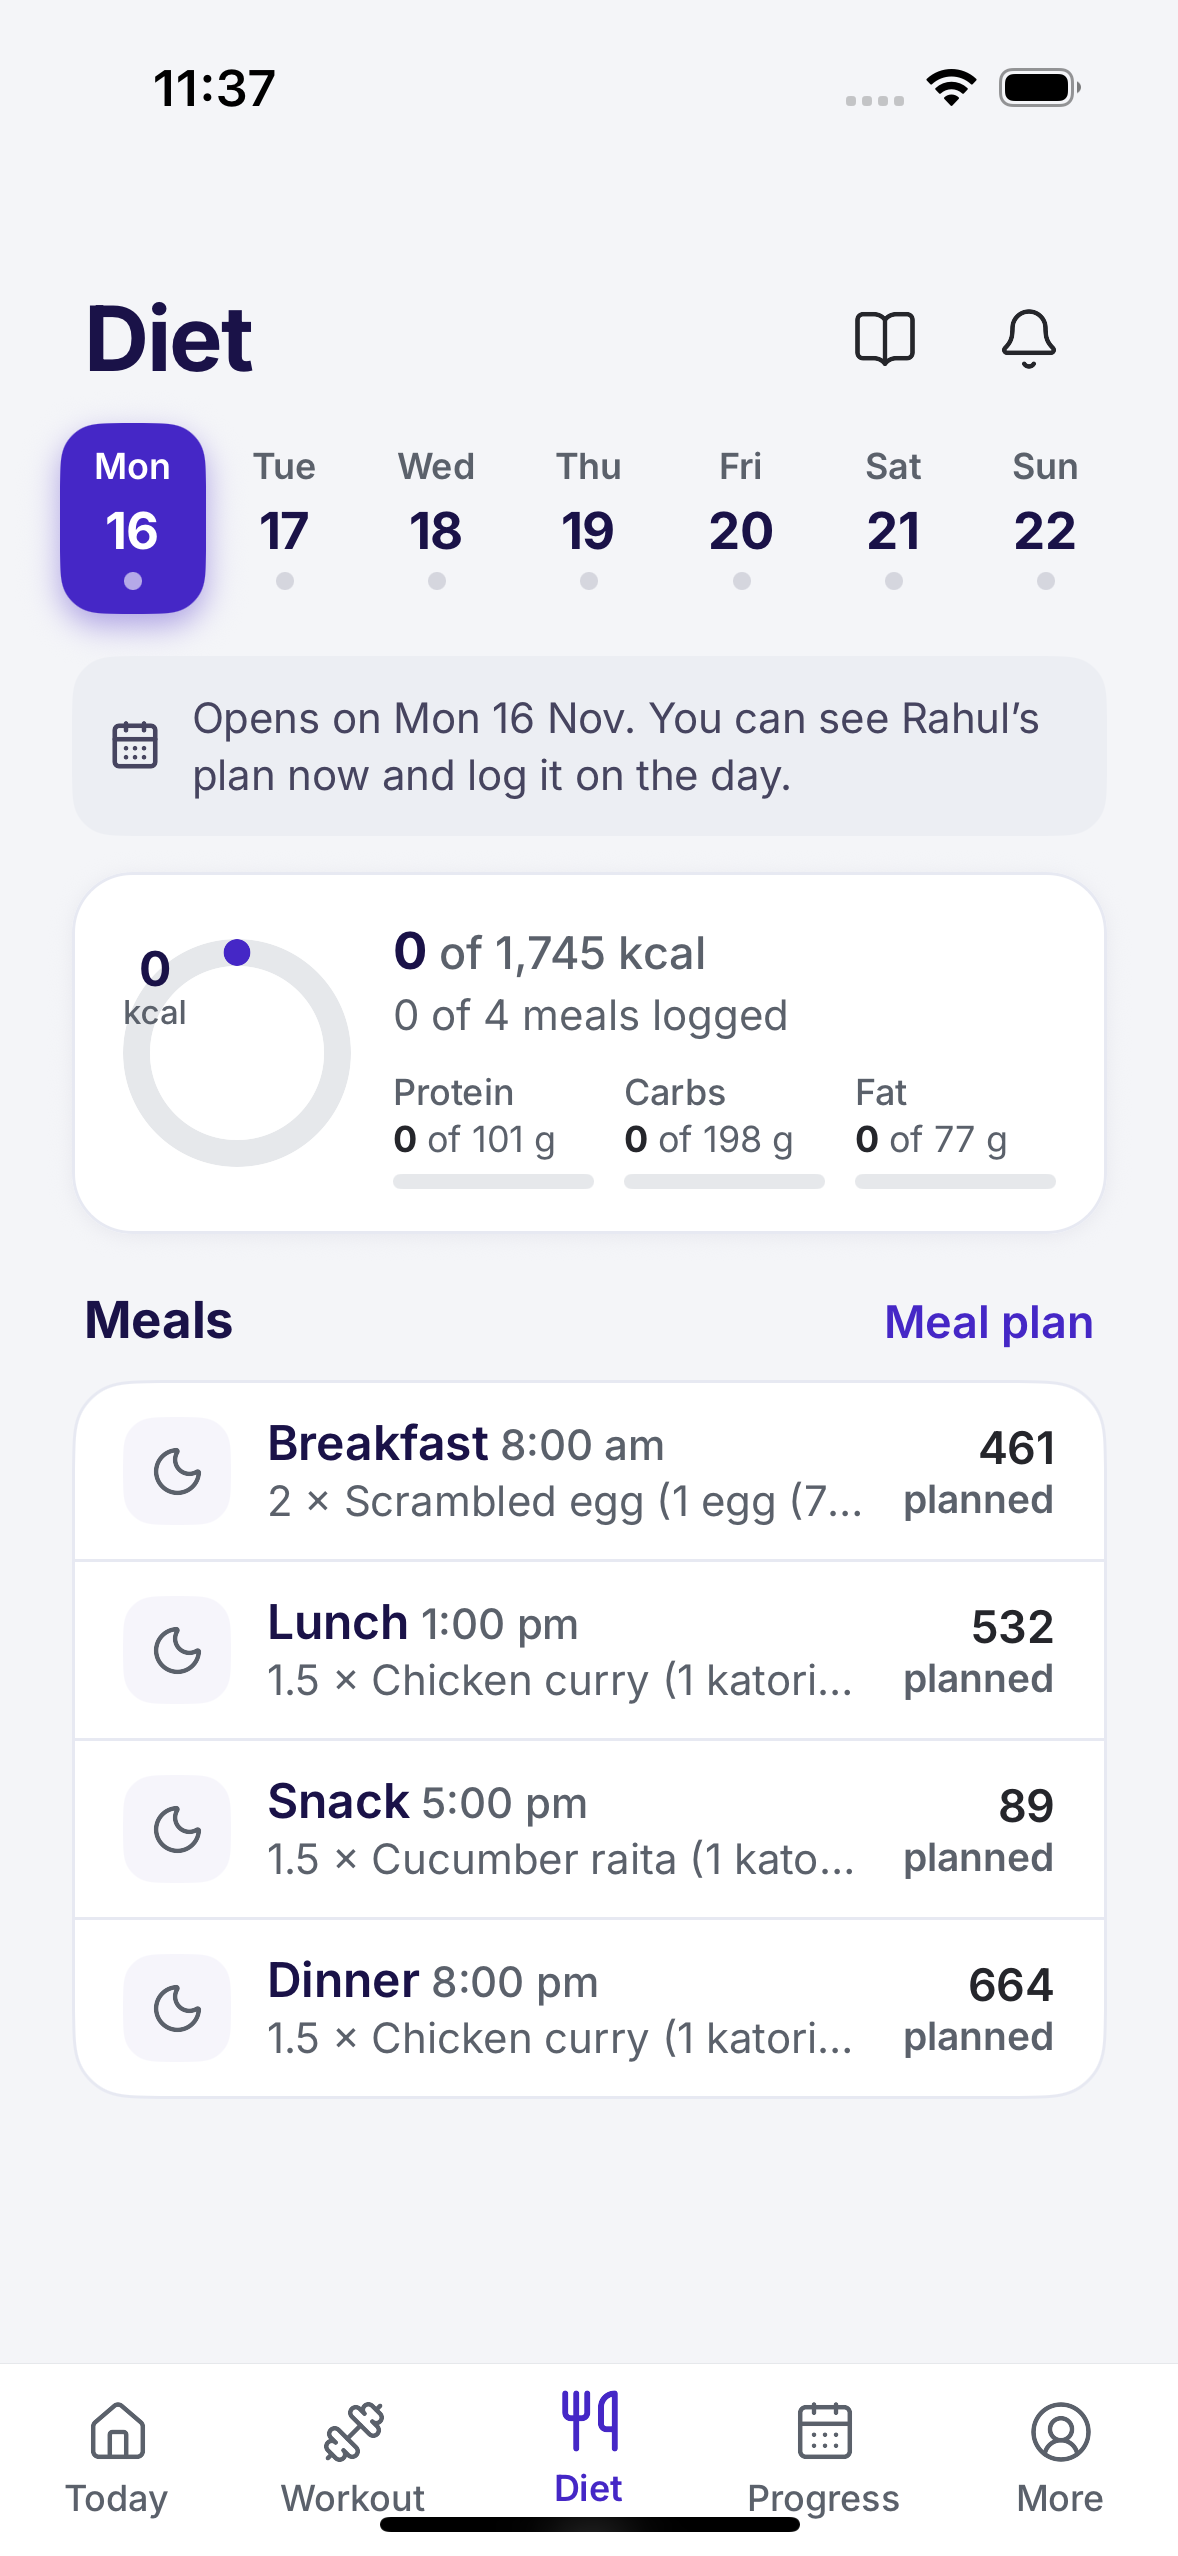 11:37
Diet
Mon Tue Wed Thu Fri Sat Sun
16 17 18 19 20 21 22
Opens on Mon 16 Nov. You can see Rahul’s
plan now and log it on the day.
0
kcal
0 of 1,745 kcal
0 of 4 meals logged
Protein Carbs Fat
0 of 101 g 0 of 198 g 0 of 77 g
Meals Meal plan
Breakfast 8:00 am 461
2 × Scrambled egg (1 egg (7... planned
Lunch 1:00 pm 532
1.5 × Chicken curry (1 katori... planned
Snack 5:00 pm 89
1.5 × Cucumber raita (1 kato... planned
Dinner 8:00 pm 664
1.5 × Chicken curry (1 katori... planned
Today Workout Diet Progress More